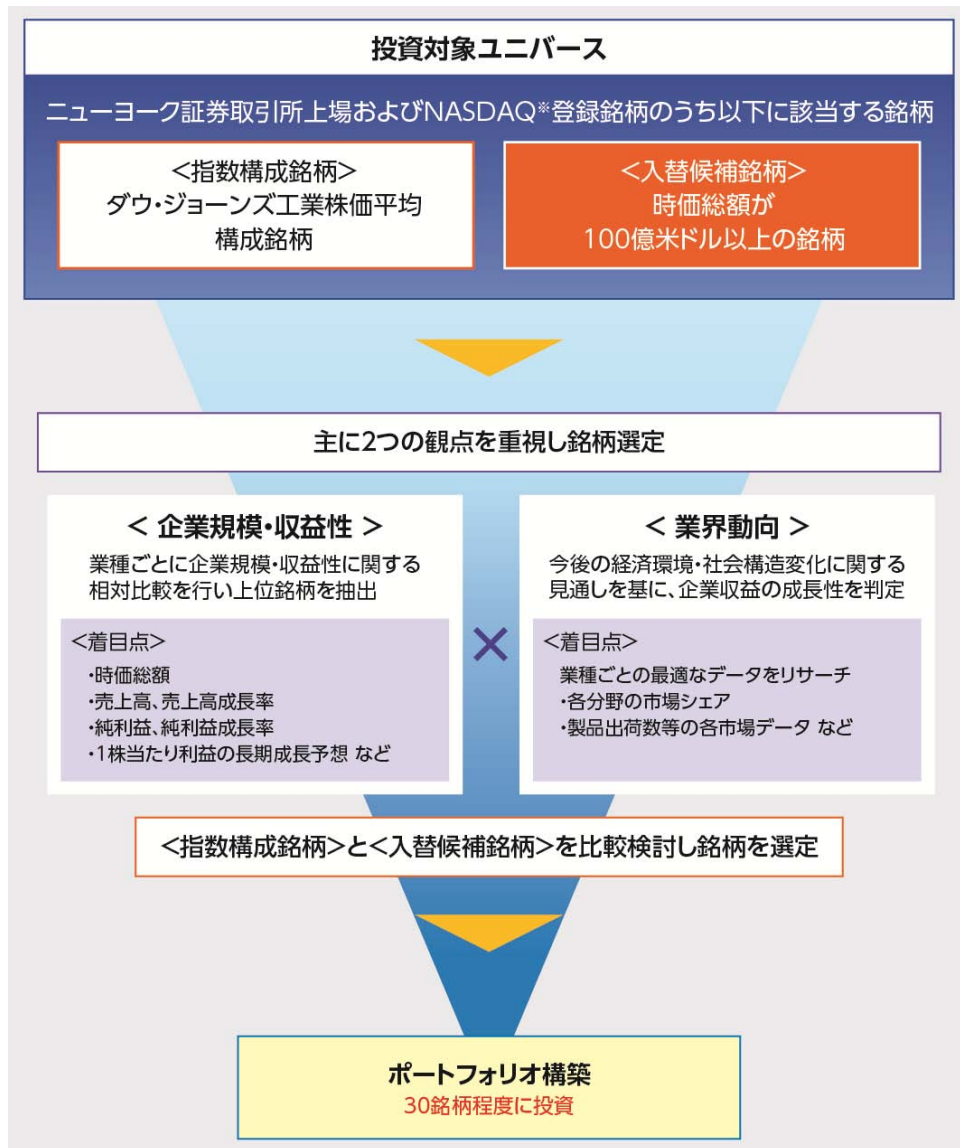 投資対象ユニバース
ニューヨーク証券取引所上場およびNASDAQ※登録銘柄のうち以下に該当する銘柄
<指数構成銘柄>
ダウ・ジョーンズ工業株価平均
構成銘柄
<入替候補銘柄>
時価総額が
100億米ドル以上の銘柄
主に2つの観点を重視し銘柄選定
< 企業規模・収益性 >
業種ごとに企業規模・収益性に関する
相対比較を行い上位銘柄を抽出
<着目点>
・時価総額
・売上高、売上高成長率
・純利益、純利益成長率
・1株当たり利益の長期成長予想 など
×
< 業界動向 >
今後の経済環境・社会構造変化に関する
見通しを基に、企業収益の成長性を判定
<着目点>
業種ごとの最適なデータをリサーチ
・各分野の市場シェア
・製品出荷数等の各市場データ など
<指数構成銘柄>と<入替候補銘柄>を比較検討し銘柄を選定
ポートフォリオ構築
30銘柄程度に投資